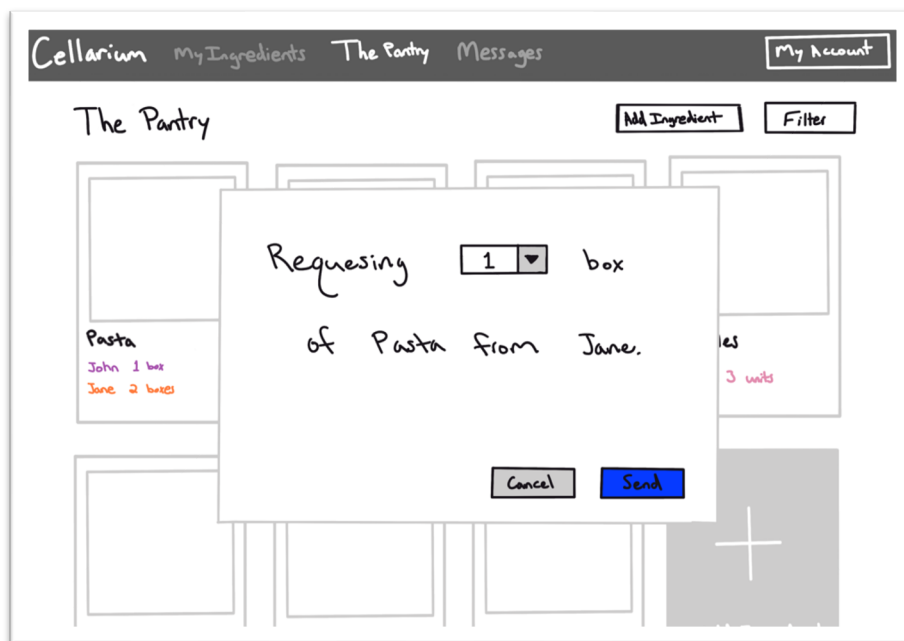 Cellarium My Ingredients The Pantry Messages My Account
The Pantry Add Ingredient Filter
Requesing 1 box
of Pasta from Jane.
Pasta
John 1 box
Jane 2 boxes
les
3 units
Cancel Send